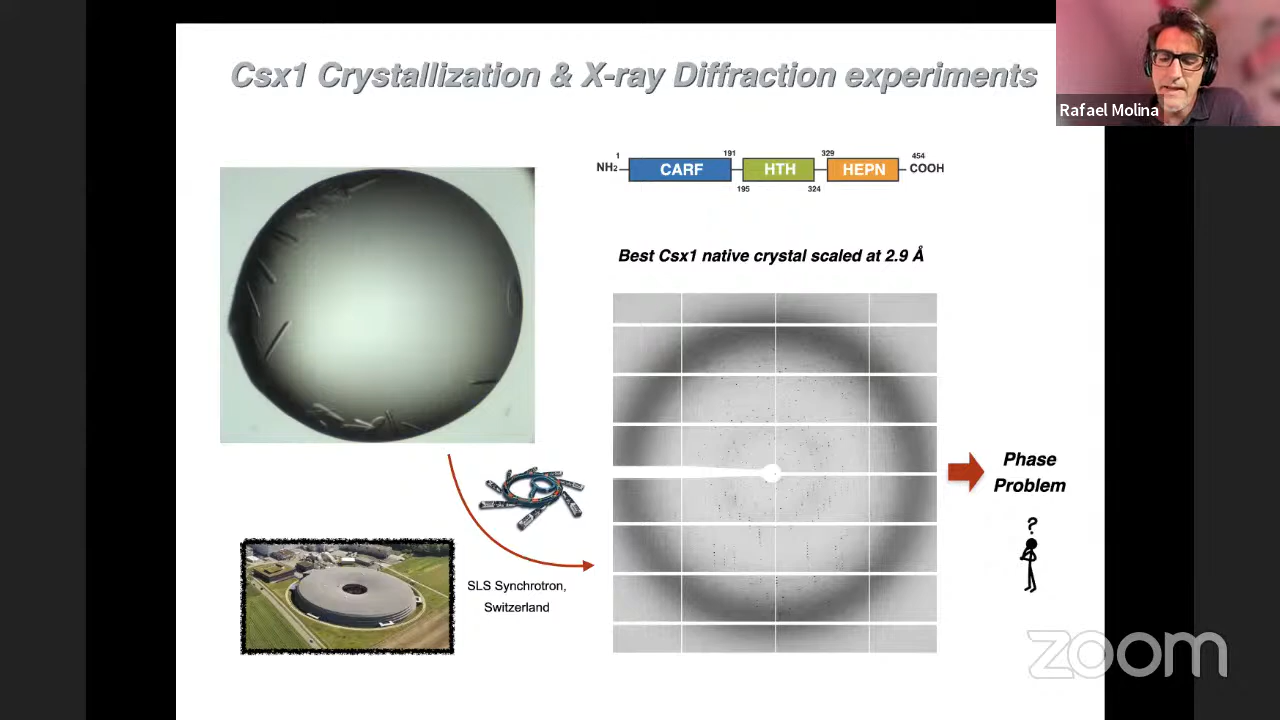 Csx1 Crystallization & X-ray Diffraction experiments
Rafael Molina
1 191 329 454
NH2 CARF HTH HEPN COOH
195 324
Best Csx1 native crystal scaled at 2.9 Å
Phase
Problem
?
SLS Synchrotron,
Switzerland
zoom